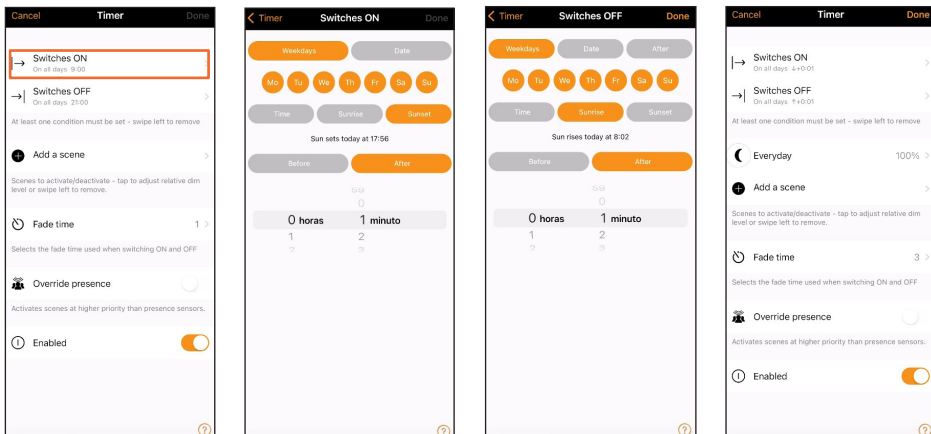 Cancel Timer Done
Switches ON
On all days 9:00
Switches OFF
On all days 21:00
At least one condition must be set - swipe left to remove
Add a scene
Scenes to activate/deactivate - tap to adjust relative dim
level or swipe left to remove.
Fade time 1
Selects the fade time used when switching ON and OFF
Override presence
Activates scenes at higher priority than presence sensors.
Enabled
?
Timer Switches ON Done
Weekdays Date
Mo Tu We Th Fr Sa Su
Time Sunrise Sunset
Sun sets today at 17:56
Before After
59
0
0 horas 1 minuto
1 2
2 3
?
Timer Switches OFF Done
Weekdays Date After
Mo Tu We Th Fr Sa Su
Time Sunrise Sunset
Sun rises today at 8:02
Before After
59
0
0 horas 1 minuto
1 2
2 3
?
Cancel Timer Done
Switches ON
On all days ↓+0:01
Switches OFF
On all days ↑+0:01
At least one condition must be set - swipe left to remove
Everyday 100%
Add a scene
Scenes to activate/deactivate - tap to adjust relative dim
level or swipe left to remove.
Fade time 3
Selects the fade time used when switching ON and OFF
Override presence
Activates scenes at higher priority than presence sensors.
Enabled
?